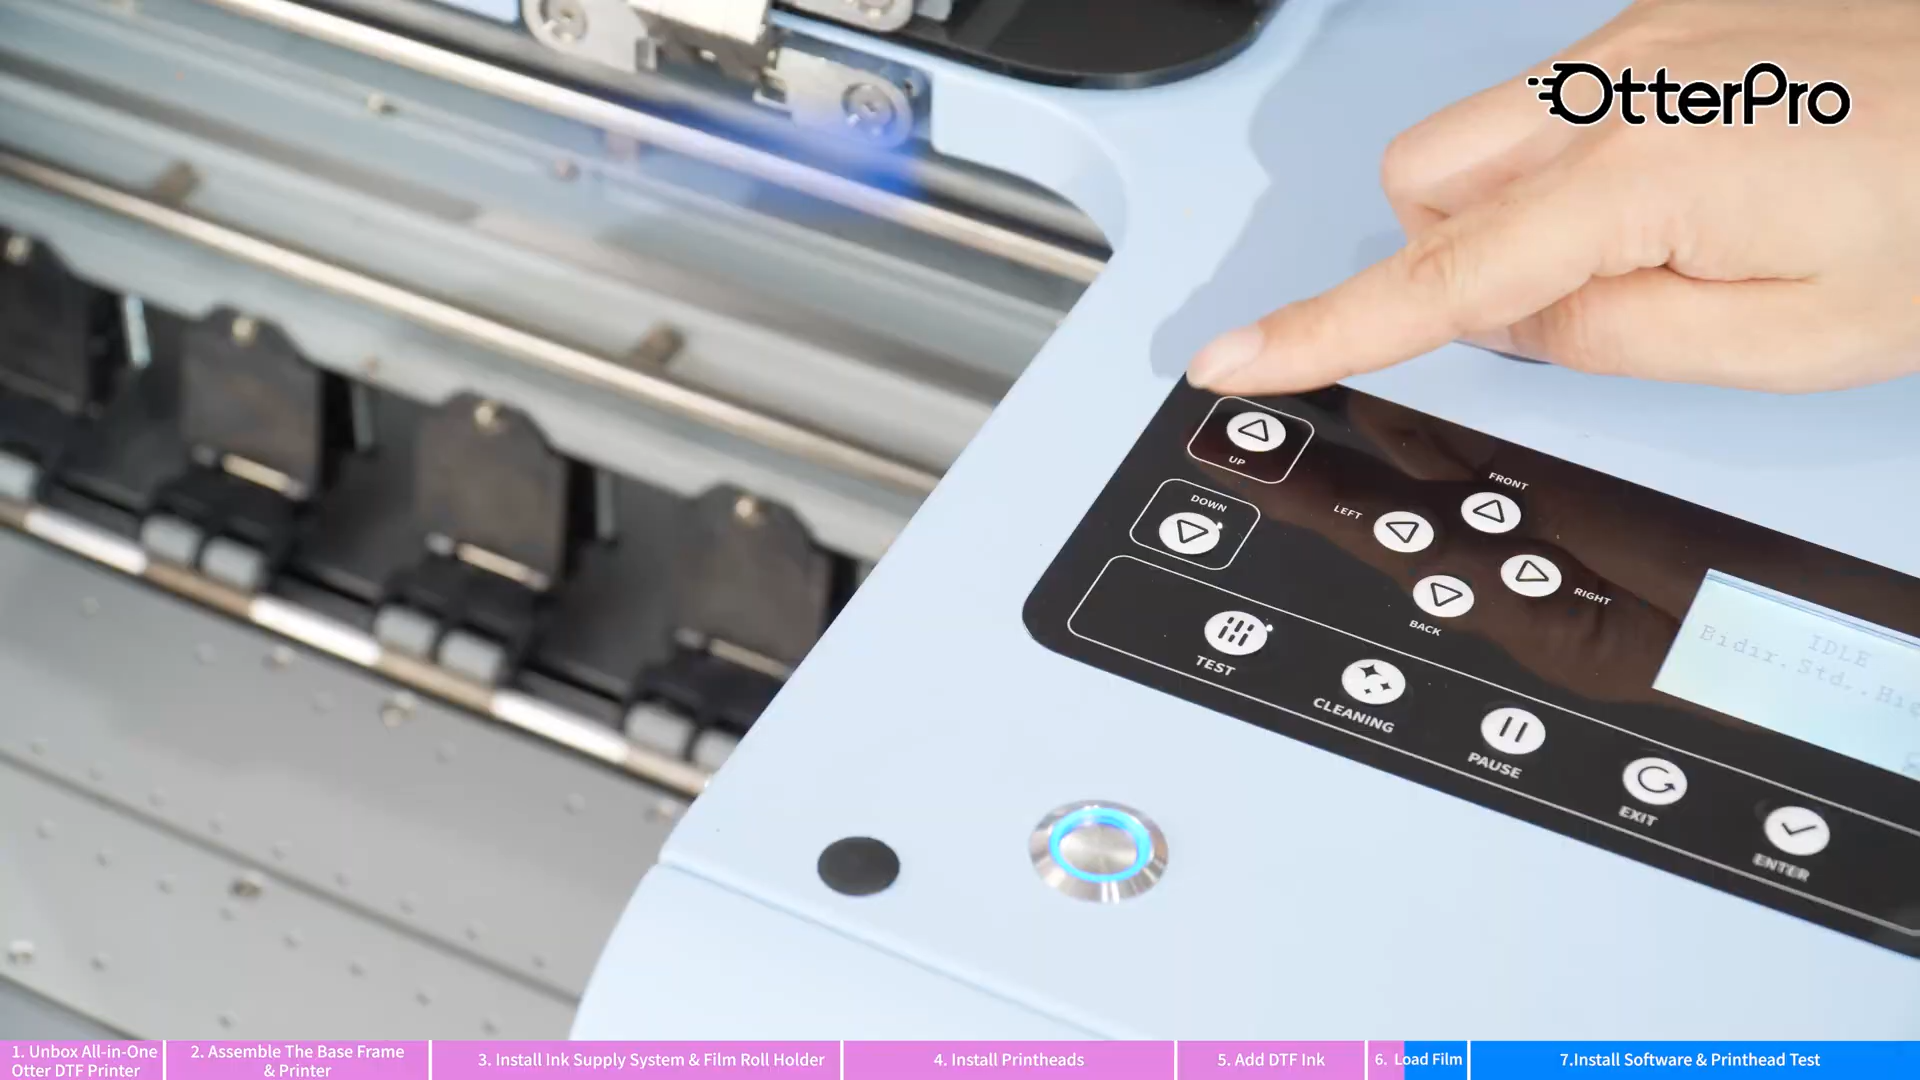 OtterPro
UP
DOWN
FRONT
LEFT
RIGHT
BACK
IDLE
Bidir.Std..Hi
TEST
CLEANING
PAUSE
EXIT
ENTER
1. Unbox All-in-One
Otter DTF Printer
2. Assemble The Base Frame
& Printer
3. Install Ink Supply System & Film Roll Holder
4. Install Printheads
5. Add DTF Ink
6. Load Film
7.Install Software & Printhead Test